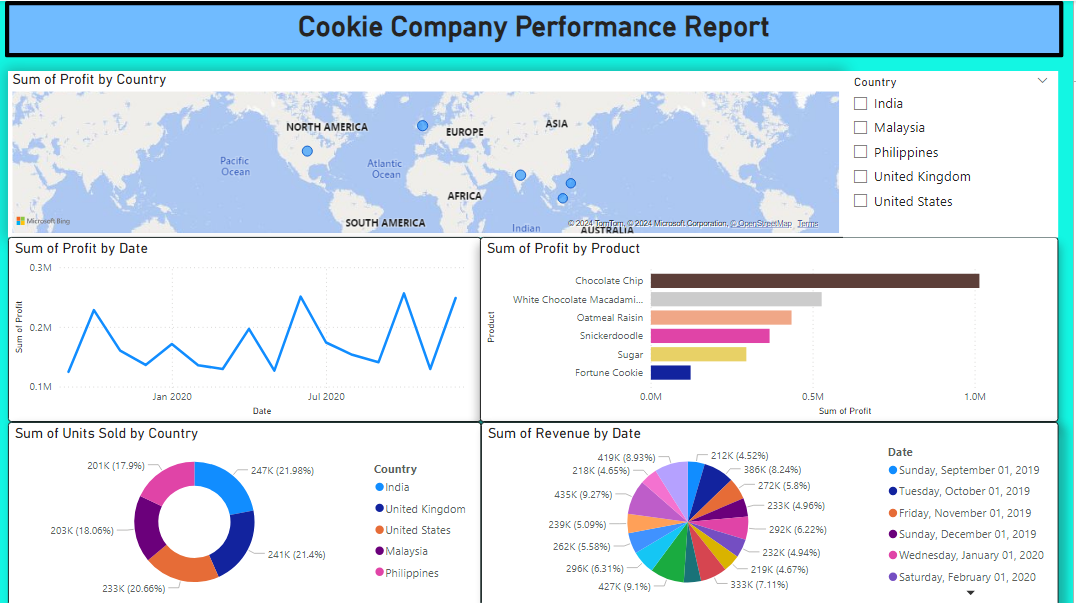 Cookie Company Performance Report
Sum of Profit by Country
NORTH AMERICA
EUROPE
ASIA
Pacific
Ocean
Atlantic
Ocean
AFRICA
SOUTH AMERICA
Indian
AUSTRALIA
Microsoft Bing
© 2024 TomTom, © 2024 Microsoft Corporation, © OpenStreetMap Terms
Country
India
Malaysia
Philippines
United Kingdom
United States
Sum of Profit by Date
0.3M
0.2M
0.1M
Sum of Profit
Jan 2020
Jul 2020
Date
Sum of Profit by Product
Product
Chocolate Chip
White Chocolate Macadami...
Oatmeal Raisin
Snickerdoodle
Sugar
Fortune Cookie
0.0M
0.5M
1.0M
Sum of Profit
Sum of Units Sold by Country
201K (17.9%)
247K (21.98%)
203K (18.06%)
241K (21.4%)
233K (20.66%)
Country
India
United Kingdom
United States
Malaysia
Philippines
Sum of Revenue by Date
419K (8.93%)
212K (4.52%)
218K (4.65%)
386K (8.24%)
272K (5.8%)
435K (9.27%)
233K (4.96%)
239K (5.09%)
292K (6.22%)
262K (5.58%)
232K (4.94%)
296K (6.31%)
219K (4.67%)
427K (9.1%)
333K (7.11%)
Date
Sunday, September 01, 2019
Tuesday, October 01, 2019
Friday, November 01, 2019
Sunday, December 01, 2019
Wednesday, January 01, 2020
Saturday, February 01, 2020